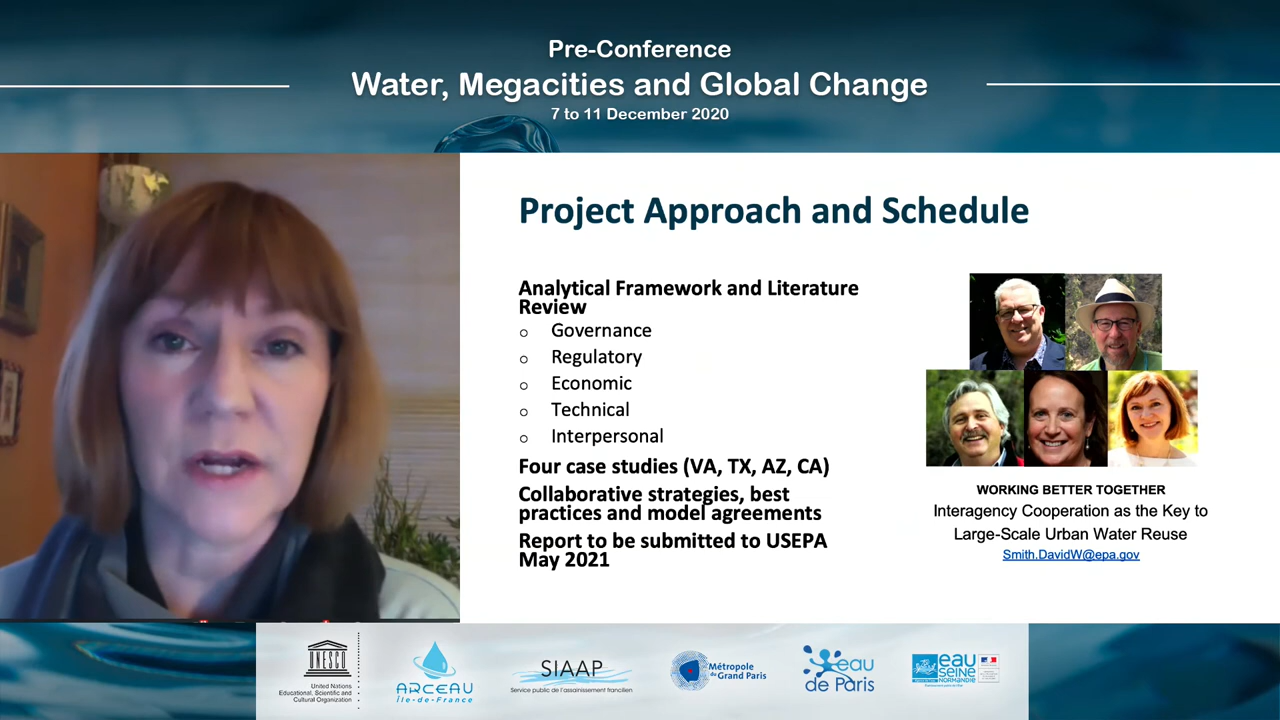 Pre-Conference
Water, Megacities and Global Change
7 to 11 December 2020
Project Approach and Schedule
Analytical Framework and Literature
Review
o Governance
o Regulatory
o Economic
o Technical
o Interpersonal
Four case studies (VA, TX, AZ, CA)
Collaborative strategies, best
practices and model agreements
Report to be submitted to USEPA
May 2021
WORKING BETTER TOGETHER
Interagency Cooperation as the Key to
Large-Scale Urban Water Reuse
Smith.DavidW@epa.gov
UNESCO
United Nations
Educational, Scientific and
Cultural Organization
ARCEAU
Île-de-France
SIAAP
Service public de l'assainissement francilien
Métropole
du Grand Paris
eau
de Paris
eau
SEINE
NORMANDIE